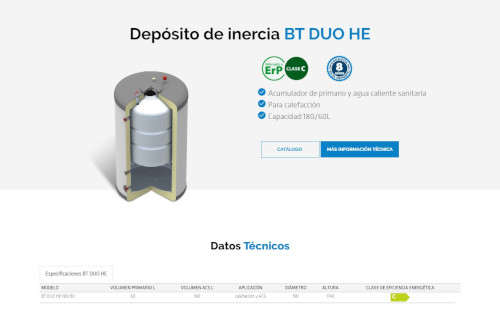 Depósito de inercia BT DUO HE
ErP CLASE C 8
Acumulador de primario y agua caliente sanitaria
Para calefacción
Capacidad 180/60L
CATÁLOGO MÁS INFORMACIÓN TÉCNICA
Datos Técnicos
Especificaciones BT DUO HE
MODELO VOLUMEN PRIMARIO L VOLUMEN ACS L APLICACIÓN DIÁMETRO ALTURA CLASE DE EFICIENCIA ENERGÉTICA
BT DUO HE 180/60 60 180 calefacción y ACS C